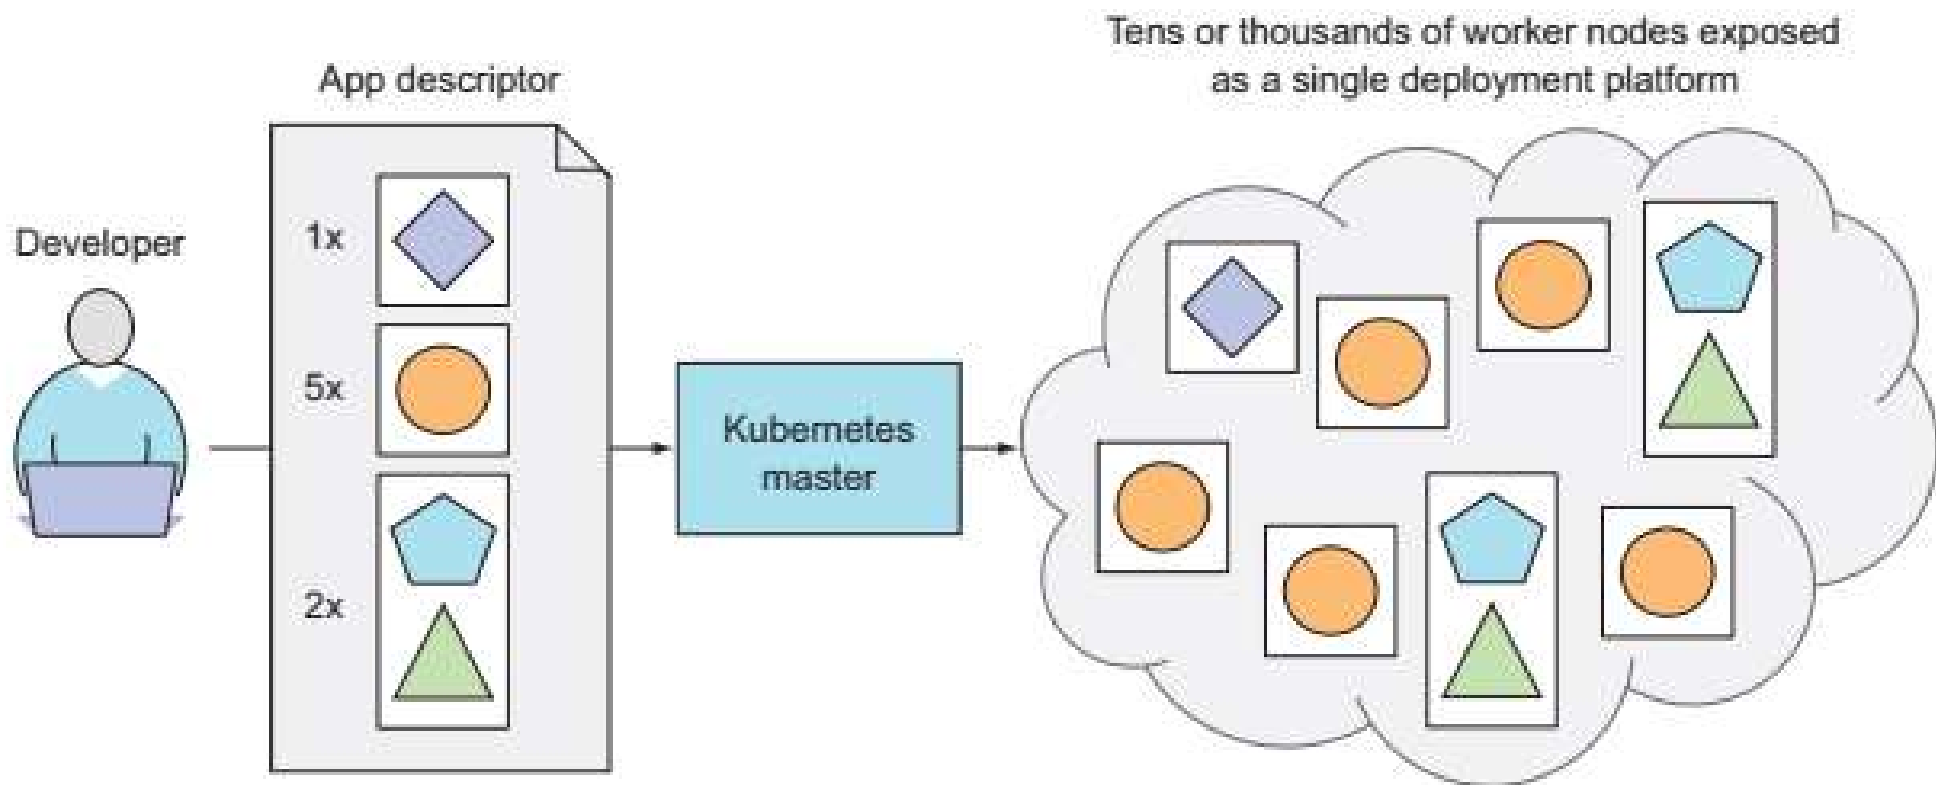 Tens or thousands of worker nodes exposed
as a single deployment platform
App descriptor
Developer
1x
5x
2x
Kubernetes
master